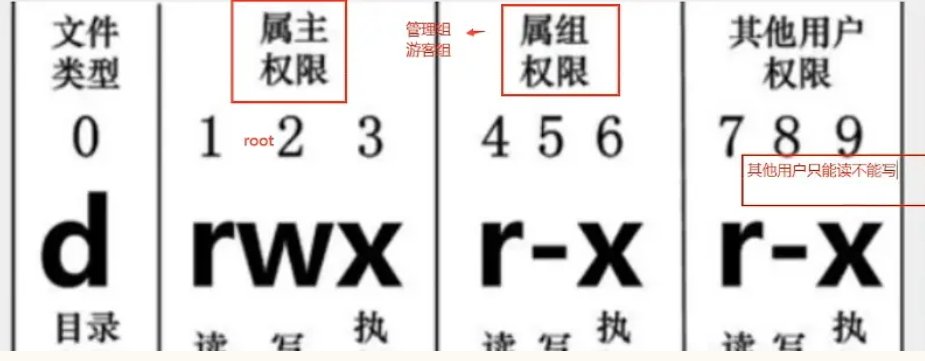 文件
类型
属主
权限
管理组
游客组
属组
权限
其他用户
权限
0
1 root 2 3
4 5 6
7 8 9
其他用户只能读不能写
d
rwx
r-x
r-x
目录
读 写 执
读 写 执
读 写 执